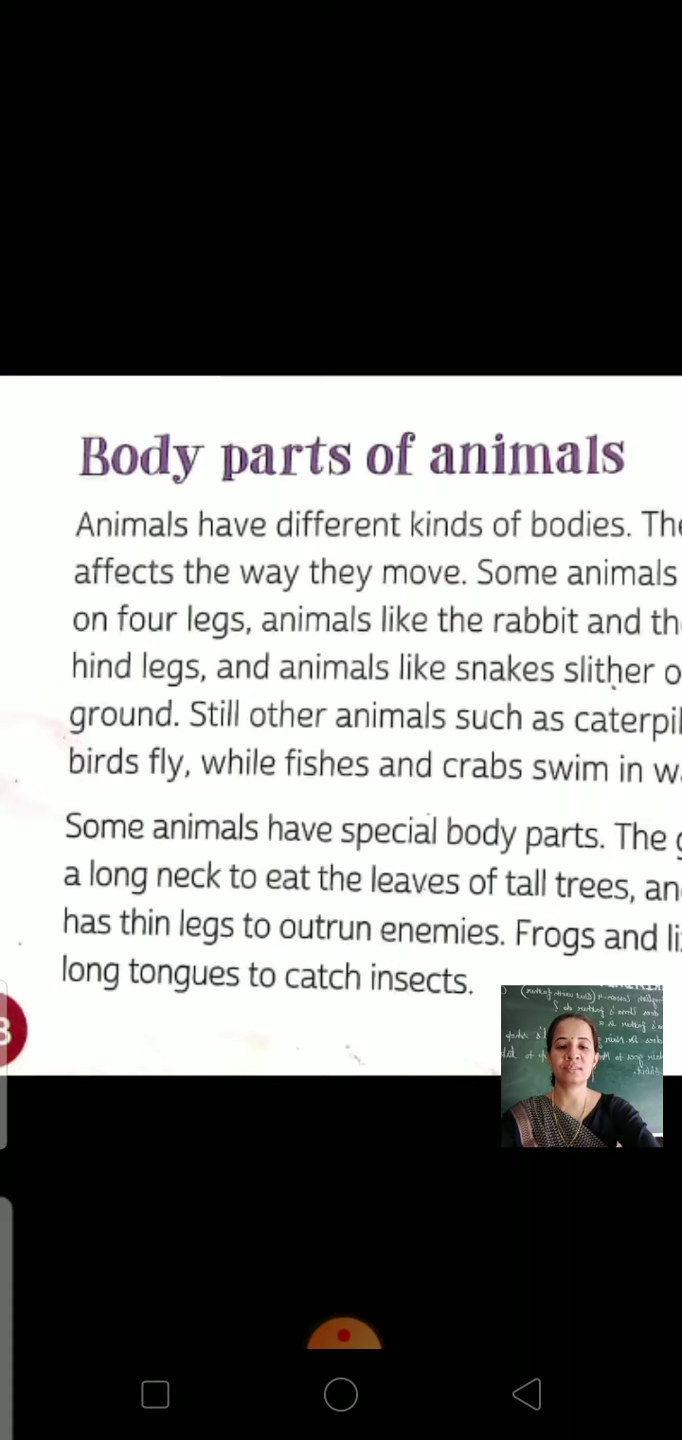 Body parts of animals
Animals have different kinds of bodies. The
affects the way they move. Some animals
on four legs, animals like the rabbit and th
hind legs, and animals like snakes slither o
ground. Still other animals such as caterpil
birds fly, while fishes and crabs swim in w
Some animals have special body parts. The g
a long neck to eat the leaves of tall trees, an
has thin legs to outrun enemies. Frogs and li
long tongues to catch insects.
3